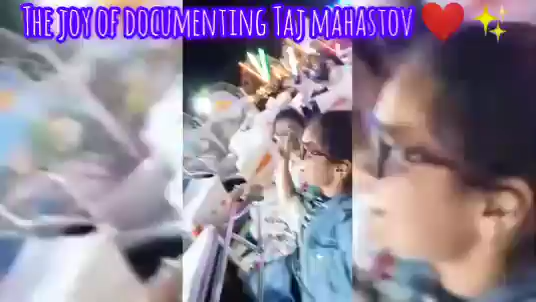 The joy of documenting Taj mahastov ❤️ ✨